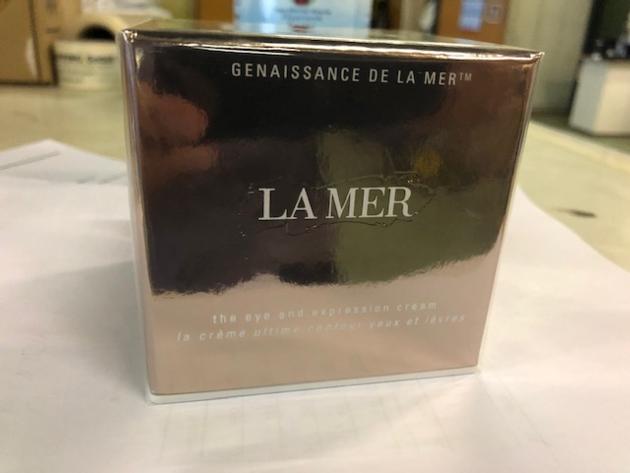 GENAISSANCE DE LA MER™
LA MER
the eye and expression cream
la crème ultime contour yeux et lèvres